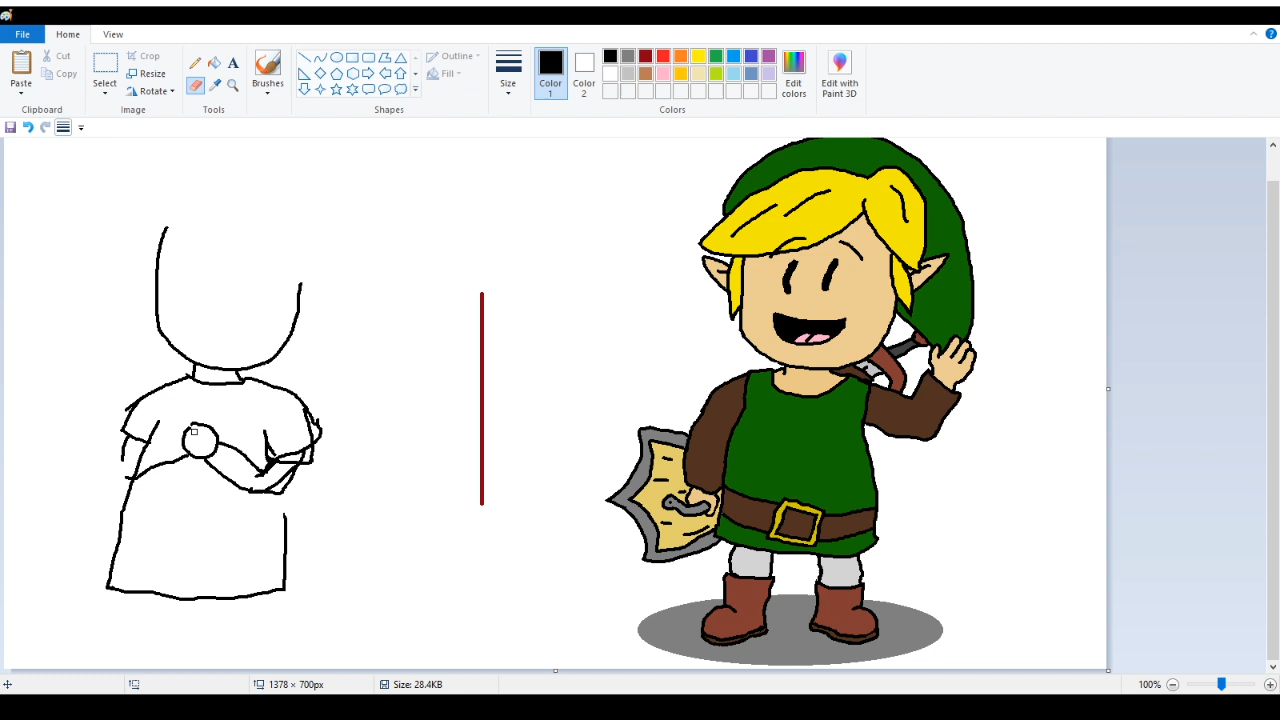 File Home View
Cut
Copy
Paste
Clipboard
Select
Crop
Resize
Rotate
Image
A
Tools
Brushes
Outline
Fill
Shapes
Size
Color
1
Color
2
Edit
colors
Colors
Edit with
Paint 3D
1378 × 700px
Size: 28.4KB
100%